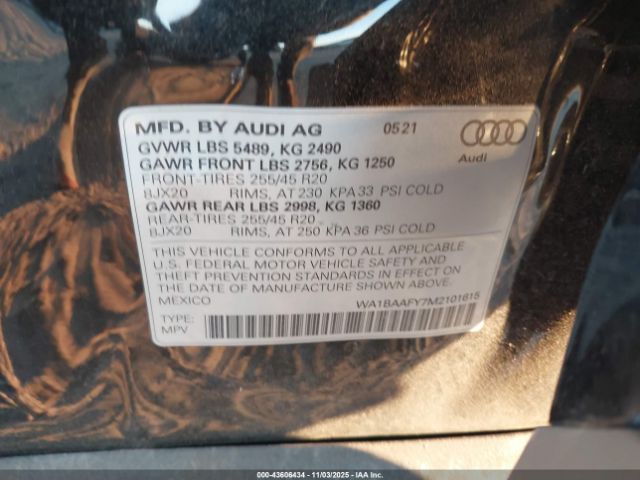 MFD. BY AUDI AG 05 21
GVWR LBS 5489, KG 2490
GAWR FRONT LBS 2756, KG 1250
FRONT-TIRES 255/45 R20
8JX20 RIMS, AT 230 KPA 33 PSI COLD
GAWR REAR LBS 2998, KG 1360
REAR-TIRES 255/45 R20
8JX20 RIMS, AT 250 KPA 36 PSI COLD
THIS VEHICLE CONFORMS TO ALL APPLICABLE
U.S. FEDERAL MOTOR VEHICLE SAFETY AND
THEFT PREVENTION STANDARDS IN EFFECT ON
THE DATE OF MANUFACTURE SHOWN ABOVE.
MEXICO WA1BAAFY7M2101615
TYPE:
MPV
Audi
000-43606434 - 11/03/2025 - IAAI.COM